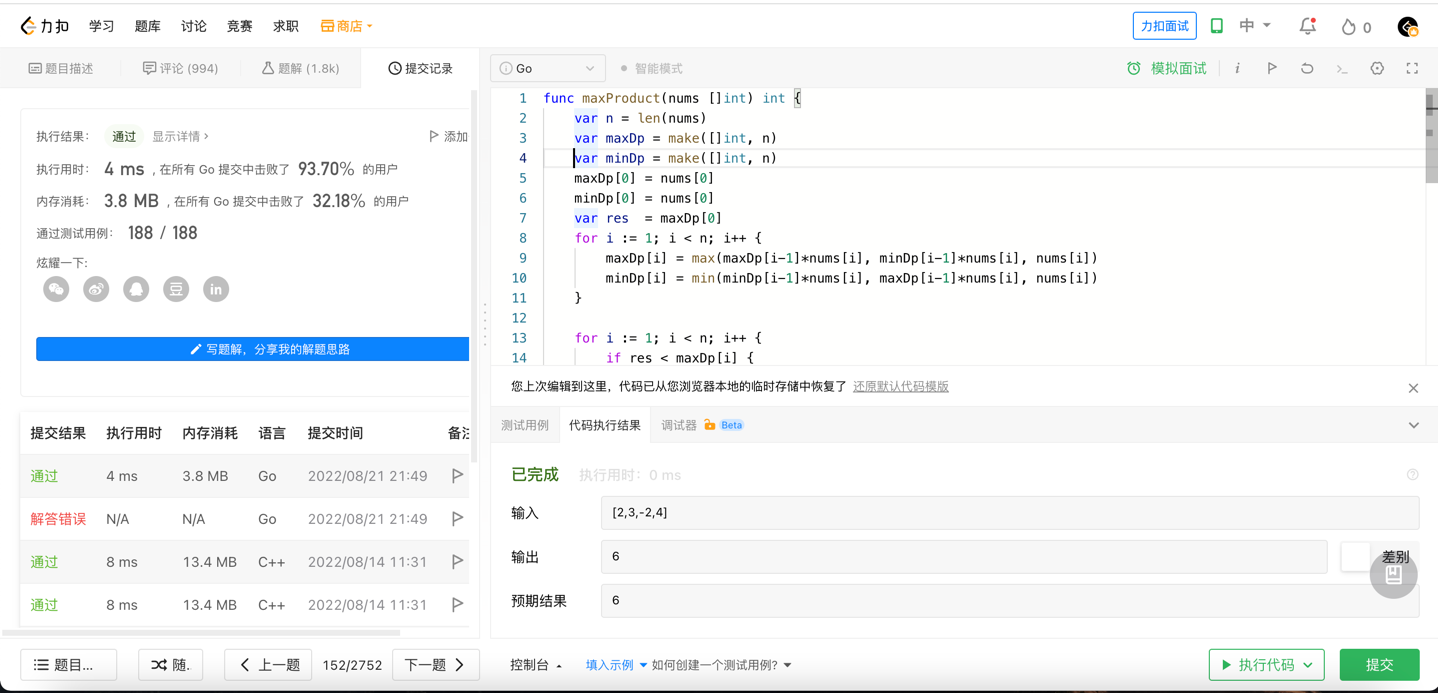 力扣 学习 题库 讨论 竞赛 求职 商店 力扣面试 中 0
题目描述 评论 (994) 题解 (1.8k) 提交记录
执行结果： 通过 显示详情 › 添加
执行用时： 4 ms , 在所有 Go 提交中击败了 93.70% 的用户
内存消耗： 3.8 MB , 在所有 Go 提交中击败了 32.18% 的用户
通过测试用例： 188 / 188
炫耀一下:
豆 in
写题解，分享我的解题思路
提交结果 执行用时 内存消耗 语言 提交时间 备注
通过 4 ms 3.8 MB Go 2022/08/21 21:49
解答错误 N/A N/A Go 2022/08/21 21:49
通过 8 ms 13.4 MB C++ 2022/08/14 11:31
通过 8 ms 13.4 MB C++ 2022/08/14 11:31
Go 智能模式 模拟面试 i
1 func maxProduct(nums []int) int {
2 var n = len(nums)
3 var maxDp = make([]int, n)
4 var minDp = make([]int, n)
5 maxDp[0] = nums[0]
6 minDp[0] = nums[0]
7 var res  = maxDp[0]
8 for i := 1; i < n; i++ {
9 maxDp[i] = max(maxDp[i-1]*nums[i], minDp[i-1]*nums[i], nums[i])
10 minDp[i] = min(minDp[i-1]*nums[i], maxDp[i-1]*nums[i], nums[i])
11 }
12
13 for i := 1; i < n; i++ {
14 if res < maxDp[i] {
您上次编辑到这里，代码已从您浏览器本地的临时存储中恢复了 还原默认代码模版
测试用例 代码执行结果 调试器 Beta
已完成 执行用时：0 ms
输入 [2,3,-2,4]
输出 6 差别
预期结果 6
题目... 随. 上一题 152/2752 下一题 控制台 填入示例 如何创建一个测试用例? 执行代码 提交